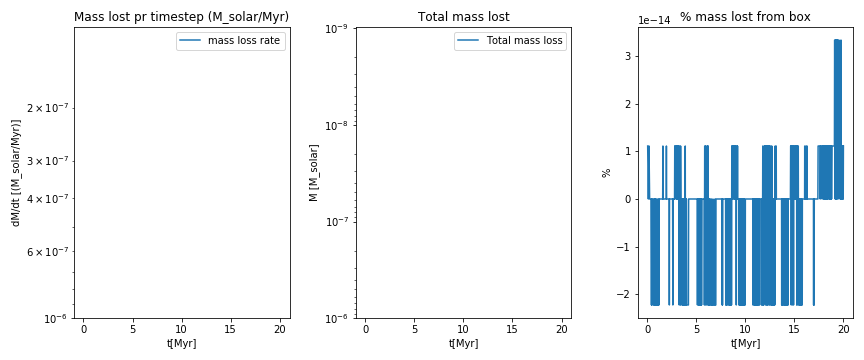 Mass lost pr timestep (M_solar/Myr)
mass loss rate
2 × 10⁻⁷
3 × 10⁻⁷
4 × 10⁻⁷
6 × 10⁻⁷
10⁻⁶
dM/dt [(M_solar/Myr)]
0 5 10 15 20
t[Myr]
Total mass lost
Total mass loss
10⁻⁹
10⁻⁸
10⁻⁷
10⁻⁶
M [M_solar]
0 5 10 15 20
t[Myr]
% mass lost from box
1e−14
3
2
1
0
−1
−2
%
0 5 10 15 20
t[Myr]